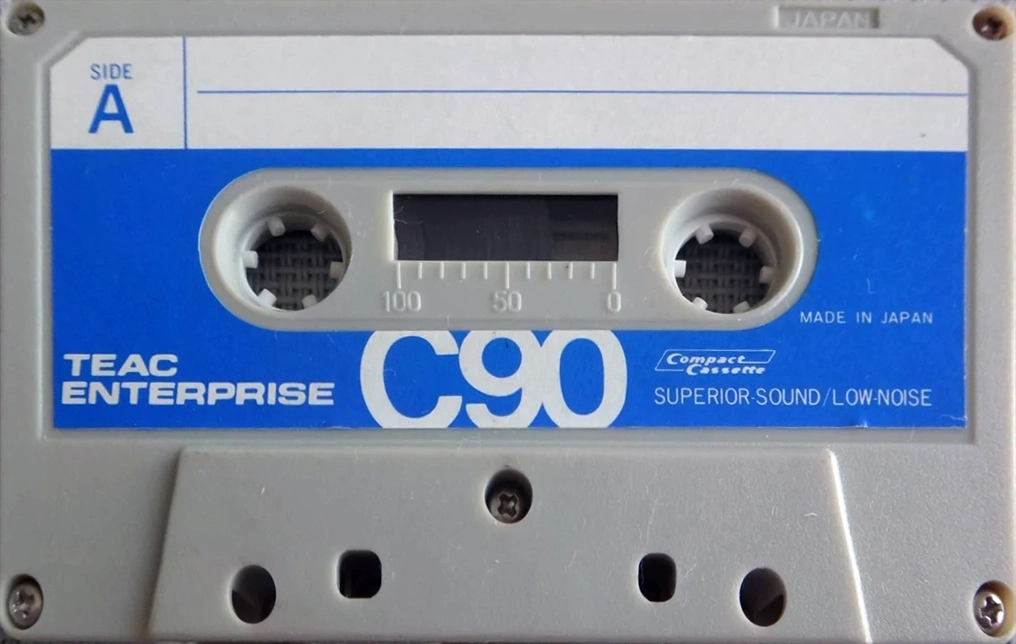 JAPAN
SIDE
A
100 50 0
MADE IN JAPAN
TEAC
ENTERPRISE
C90
Compact
Cassette
SUPERIOR-SOUND/LOW-NOISE